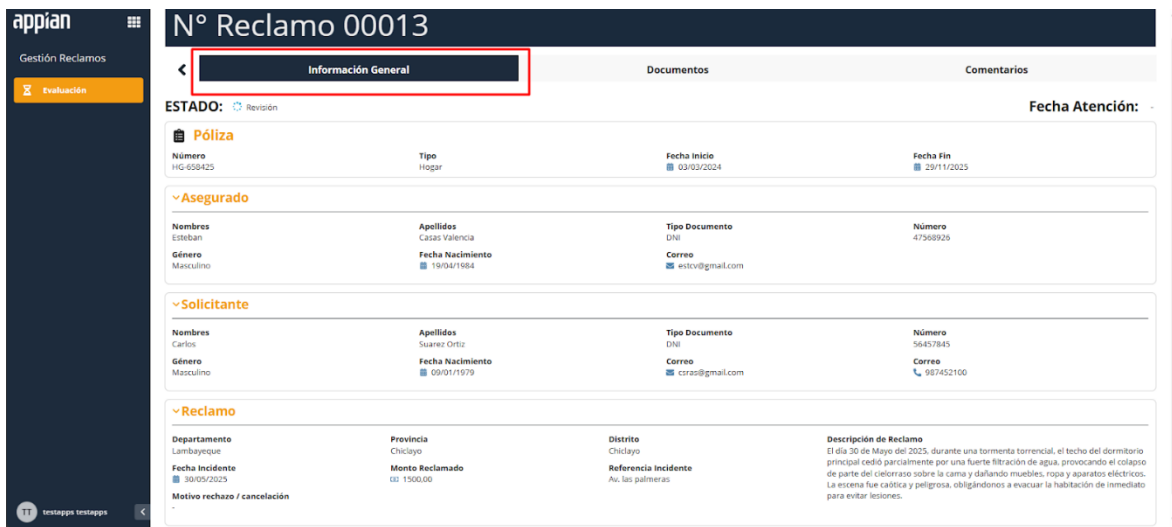 appian
N° Reclamo 00013
Gestión Reclamos
Evaluación
Información General
Documentos
Comentarios
ESTADO: Revisión
Fecha Atención: -
Póliza
Número Tipo Fecha Inicio Fecha Fin
HG-658425 Hogar 03/03/2024 29/11/2025
Asegurado
Nombres Apellidos Tipo Documento Número
Esteban Casas Valencia DNI 47568926
Género Fecha Nacimiento Correo
Masculino 19/04/1984 estcv@gmail.com
Solicitante
Nombres Apellidos Tipo Documento Número
Carlos Suarez Ortiz DNI 56457845
Género Fecha Nacimiento Correo Correo
Masculino 09/01/1979 csras@gmail.com 987452100
Reclamo
Departamento Provincia Distrito
Lambayeque Chiclayo Chiclayo
Fecha Incidente Monto Reclamado Referencia Incidente
30/05/2025 1500,00 Av. las palmeras
Motivo rechazo / cancelación
-
Descripción de Reclamo
El día 30 de Mayo del 2025, durante una tormenta torrencial, el techo del dormitorio
principal cedió parcialmente por una fuerte filtración de agua, provocando el colapso
de parte del cielorraso sobre la cama y dañando muebles, ropa y aparatos eléctricos.
La escena fue caótica y peligrosa, obligándonos a evacuar la habitación de inmediato
para evitar lesiones.
TT testapps testapps